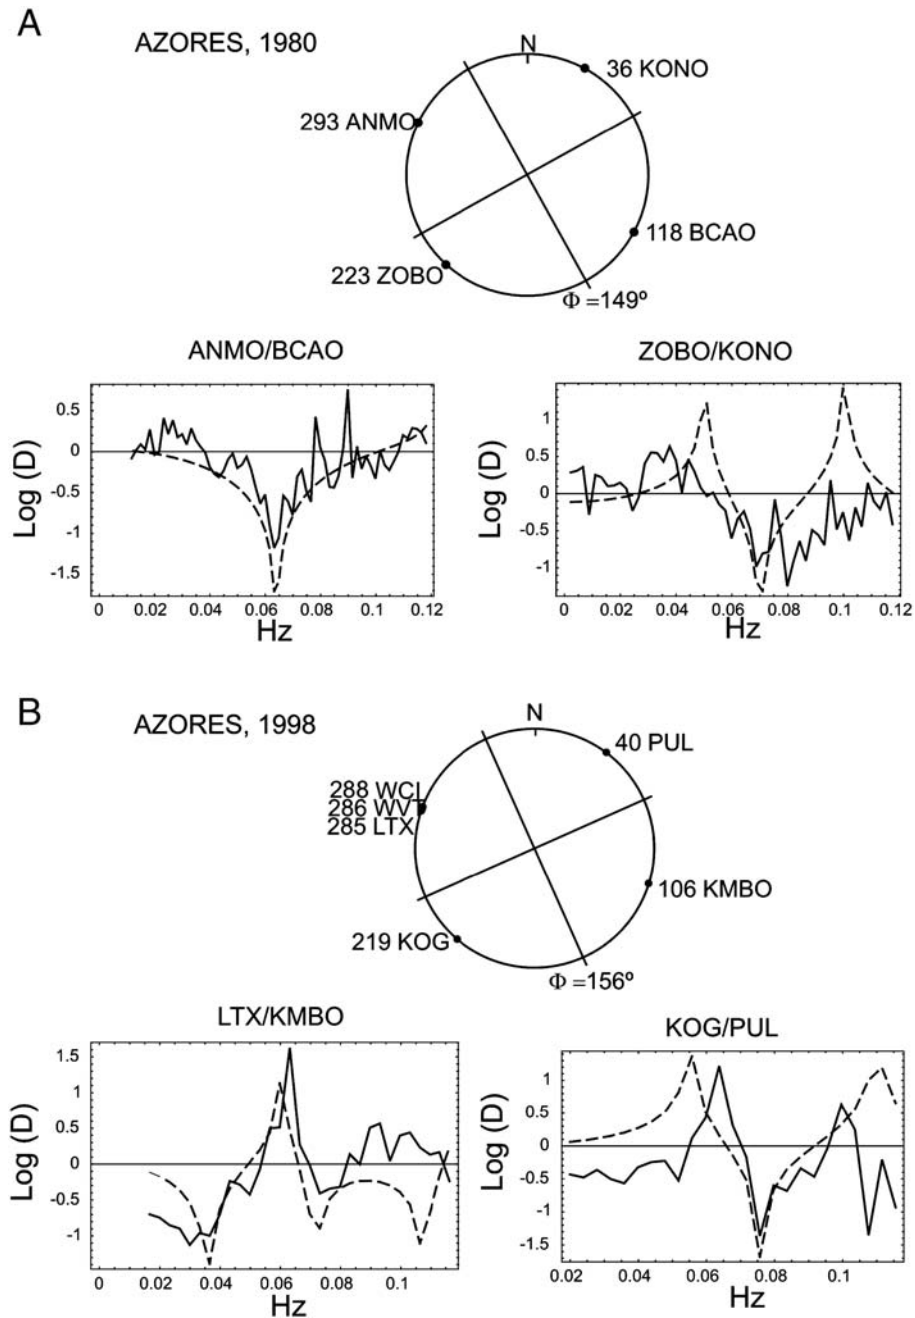 A
AZORES, 1980
N
36 KONO
293 ANMO
118 BCAO
223 ZOBO
Φ =149º
ANMO/BCAO
ZOBO/KONO
Log (D)
0.5
0
-0.5
-1
-1.5
0 0.02 0.04 0.06 0.08 0.1 0.12
Hz
Log (D)
1
0.5
0
-0.5
-1
0 0.02 0.04 0.06 0.08 0.1 0.12
Hz
B
AZORES, 1998
N
40 PUL
288 WCI
286 WVT
285 LTX
106 KMBO
219 KOG
Φ =156º
LTX/KMBO
KOG/PUL
Log (D)
1.5
1
0.5
0
-0.5
-1
0 0.02 0.04 0.06 0.08 0.1
Hz
Log (D)
1
0.5
0
-0.5
-1
-1.5
0.02 0.04 0.06 0.08 0.1
Hz